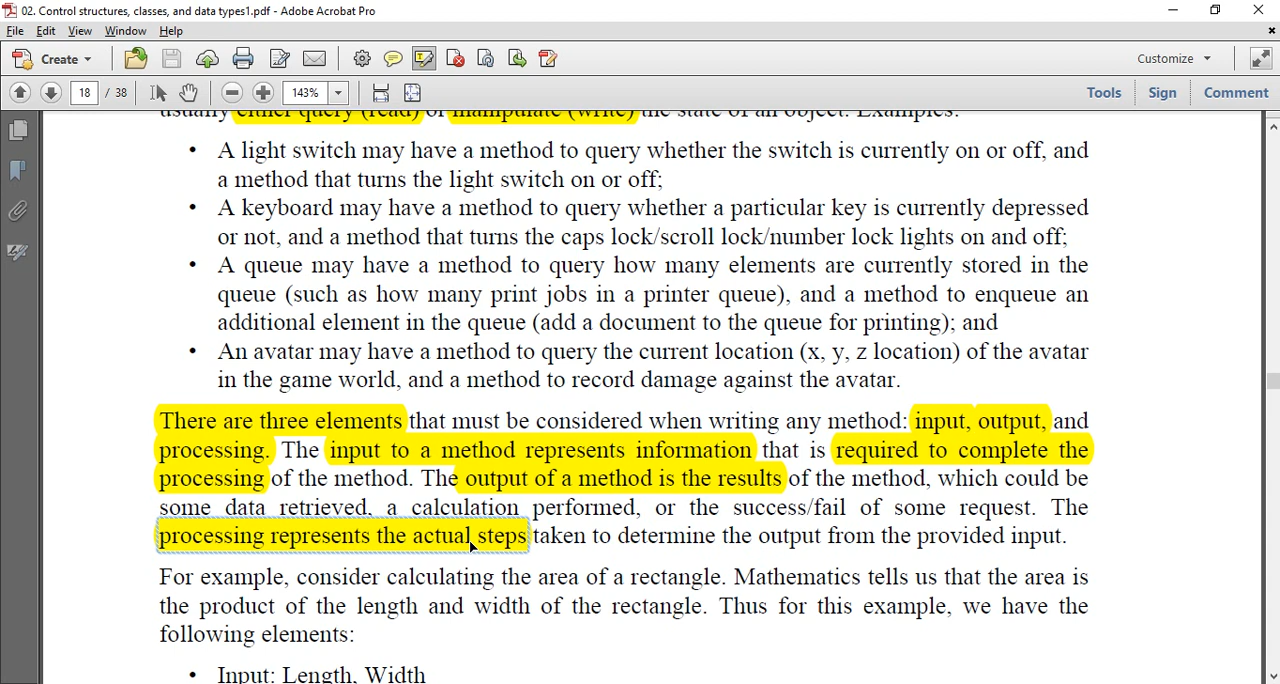 02. Control structures, classes, and data types1.pdf - Adobe Acrobat Pro
File Edit View Window Help
Create Customize
18 / 38 143% Tools Sign Comment
usually either query (read) or manipulate (write) the state of an object. Examples:
• A light switch may have a method to query whether the switch is currently on or off, and
a method that turns the light switch on or off;
• A keyboard may have a method to query whether a particular key is currently depressed
or not, and a method that turns the caps lock/scroll lock/number lock lights on and off;
• A queue may have a method to query how many elements are currently stored in the
queue (such as how many print jobs in a printer queue), and a method to enqueue an
additional element in the queue (add a document to the queue for printing); and
• An avatar may have a method to query the current location (x, y, z location) of the avatar
in the game world, and a method to record damage against the avatar.
There are three elements that must be considered when writing any method: input, output, and
processing. The input to a method represents information that is required to complete the
processing of the method. The output of a method is the results of the method, which could be
some data retrieved, a calculation performed, or the success/fail of some request. The
processing represents the actual steps taken to determine the output from the provided input.
For example, consider calculating the area of a rectangle. Mathematics tells us that the area is
the product of the length and width of the rectangle. Thus for this example, we have the
following elements:
• Input: Length, Width